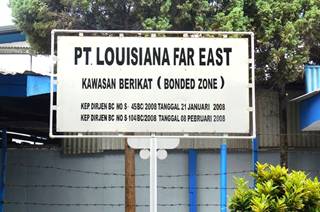 PT. LOUISIANA FAR EAST
KAWASAN BERIKAT ( BONDED ZONE )
KEP DIRJEN BC NO S - 45/BC/2008 TANGGAL 21 JANUARI 2008
KEP DIRJEN BC NO S 104/BC/2008 TANGGAL 08 PEBRUARI 2008